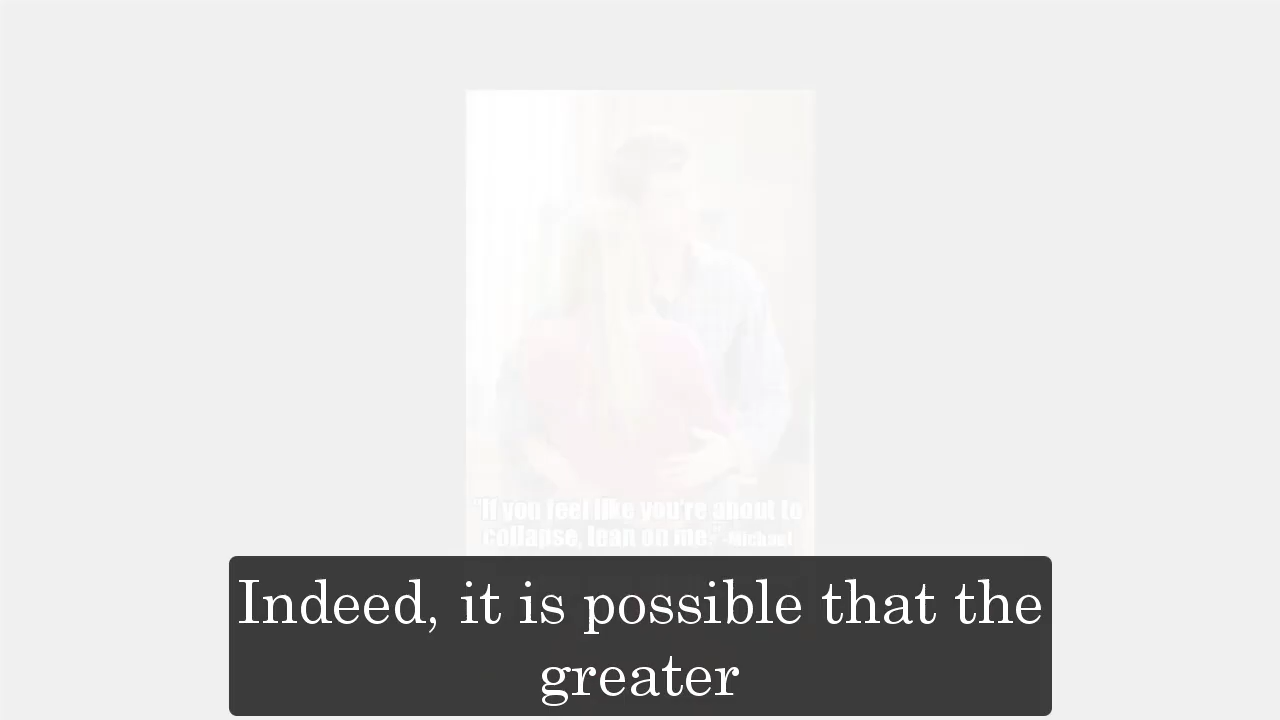 "If you feel like you're about to
collapse, lean on me." -Michael
Indeed, it is possible that the
greater